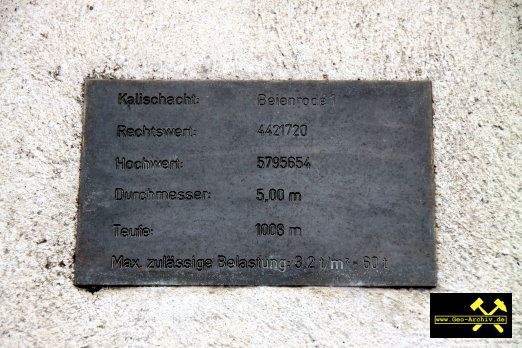 Kalischacht: Beienrode 1
Rechtswert: 4421720
Hochwert: 5795654
Durchmesser: 5,00 m
Teufe: 1008 m
Max. zulässige Belastung: 3,2 t/m² - 60 t
www.Geo-Archiv.de